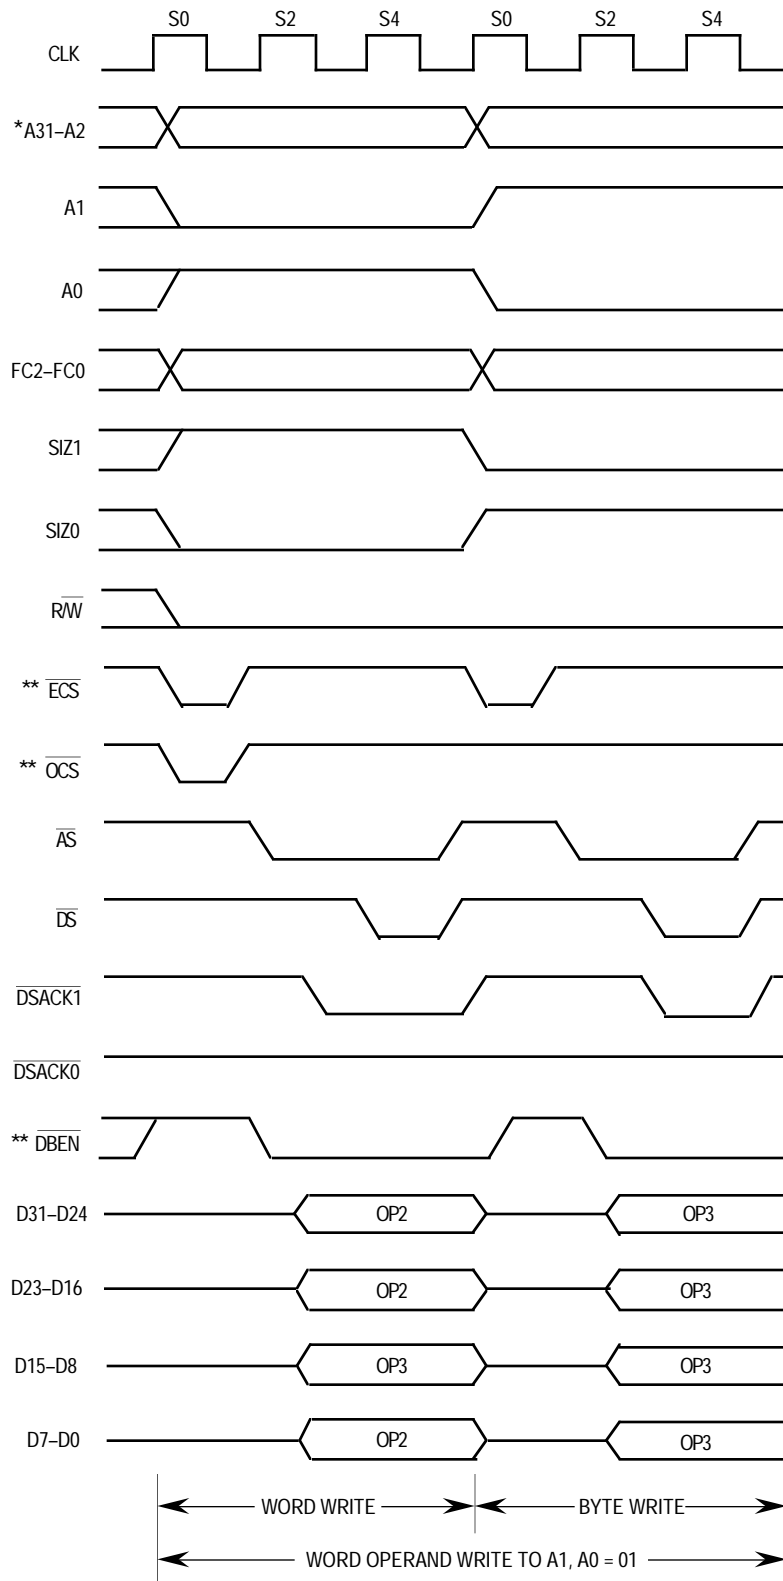 S0 S2 S4 S0 S2 S4
CLK
*A31–A2
A1
A0
FC2–FC0
SIZ1
SIZ0
R/W
** ECS
** OCS
AS
DS
DSACK1
DSACK0
** DBEN
D31–D24 OP2 OP3
D23–D16 OP2 OP3
D15–D8 OP3 OP3
D7–D0 OP2 OP3
WORD WRITE BYTE WRITE
WORD OPERAND WRITE TO A1, A0 = 01